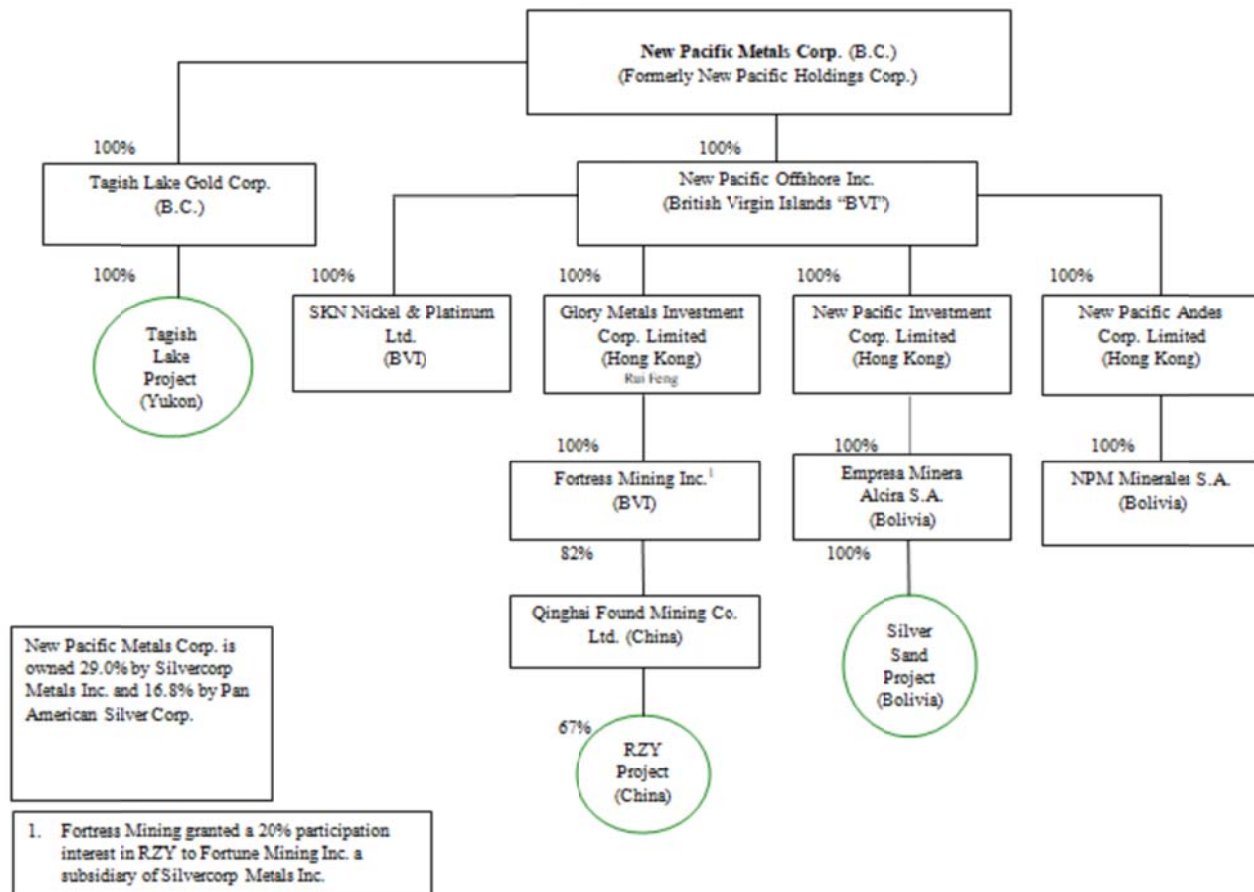 New Pacific Metals Corp. (B.C.)
(Formerly New Pacific Holdings Corp.)
100%
Tagish Lake Gold Corp.
(B.C.)
100%
New Pacific Offshore Inc.
(British Virgin Islands “BVI”)
100%
Tagish
Lake
Project
(Yukon)
100%
SKN Nickel & Platinum
Ltd.
(BVI)
100%
Glory Metals Investment
Corp. Limited
(Hong Kong)
Rui Feng
100%
New Pacific Investment
Corp. Limited
(Hong Kong)
100%
New Pacific Andes
Corp. Limited
(Hong Kong)
100%
Fortress Mining Inc.1
(BVI)
100%
Empresa Minera
Alcira S.A.
(Bolivia)
100%
NPM Minerales S.A.
(Bolivia)
82%
Qinghai Found Mining Co.
Ltd. (China)
100%
Silver
Sand
Project
(Bolivia)
67%
RZY
Project
(China)
New Pacific Metals Corp. is
owned 29.0% by Silvercorp
Metals Inc. and 16.8% by Pan
American Silver Corp.
1. Fortress Mining granted a 20% participation
interest in RZY to Fortune Mining Inc. a
subsidiary of Silvercorp Metals Inc.